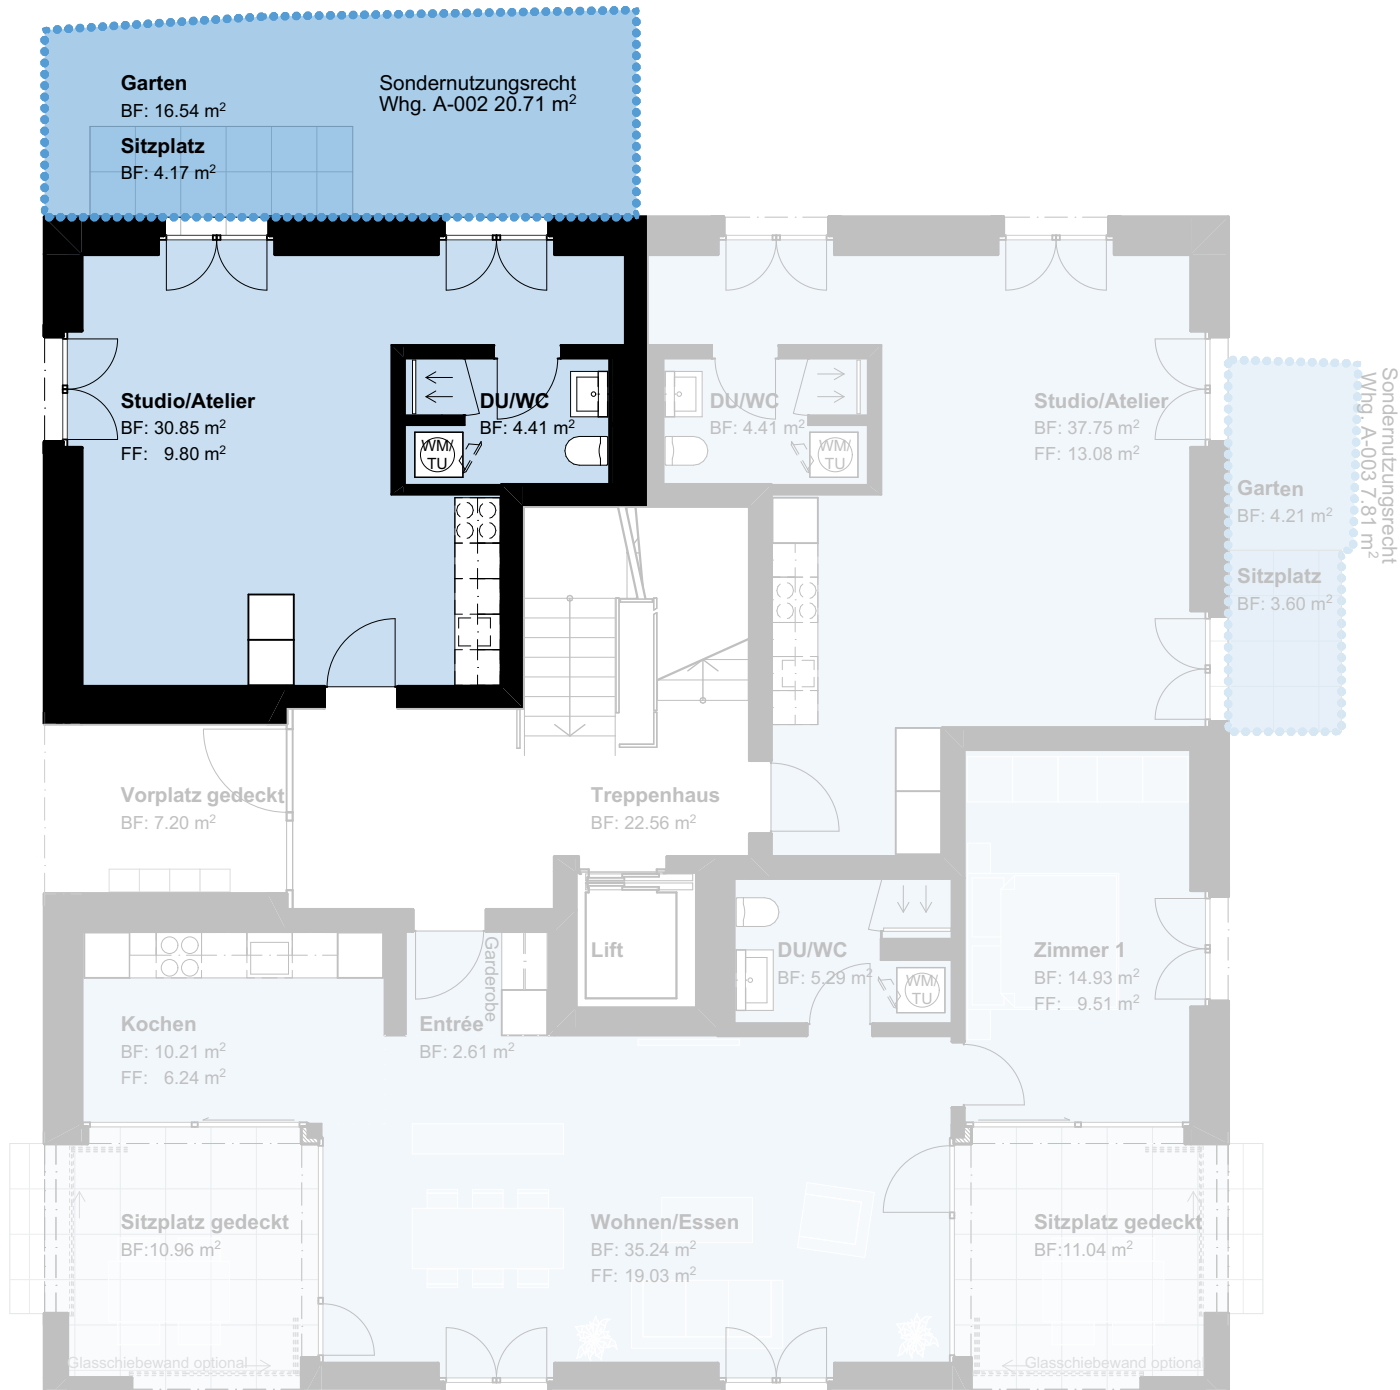 Garten
BF: 16.54 m²
Sondernutzungsrecht
Whg. A-002 20.71 m²
Sitzplatz
BF: 4.17 m²
Studio/Atelier
BF: 30.85 m²
FF: 9.80 m²
DU/WC
BF: 4.41 m²
WM/
TU
DU/WC
BF: 4.41 m²
WM/
TU
Studio/Atelier
BF: 37.75 m²
FF: 13.08 m²
Sondernutzungsrecht
Whg. A-003 7.81 m²
Garten
BF: 4.21 m²
Sitzplatz
BF: 3.60 m²
Vorplatz gedeckt
BF: 7.20 m²
Treppenhaus
BF: 22.56 m²
Kochen
BF: 10.21 m²
FF: 6.24 m²
Garderobe
Entrée
BF: 2.61 m²
Lift
DU/WC
BF: 5.29 m²
WM/
TU
Zimmer 1
BF: 14.93 m²
FF: 9.51 m²
Sitzplatz gedeckt
BF:10.96 m²
Wohnen/Essen
BF: 35.24 m²
FF: 19.03 m²
Sitzplatz gedeckt
BF:11.04 m²
Glasschiebewand optional
Glasschiebewand optional